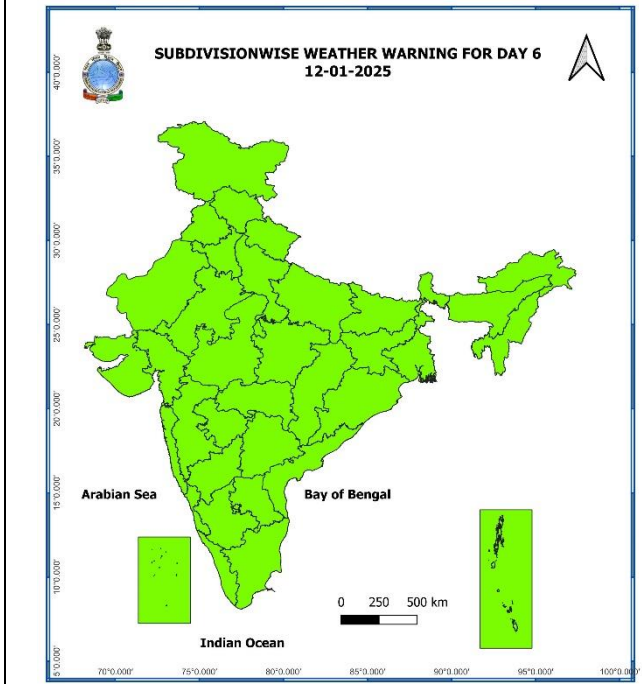 SUBDIVISIONWISE WEATHER WARNING FOR DAY 6
12-01-2025
40°0.000'
35°0.000'
30°0.000'
25°0.000'
20°0.000'
15°0.000'
10°0.000'
5°0.000'
Arabian Sea
Bay of Bengal
0 250 500 km
Indian Ocean
70°0.000' 75°0.000' 80°0.000' 85°0.000' 90°0.000' 95°0.000' 100°0.000'